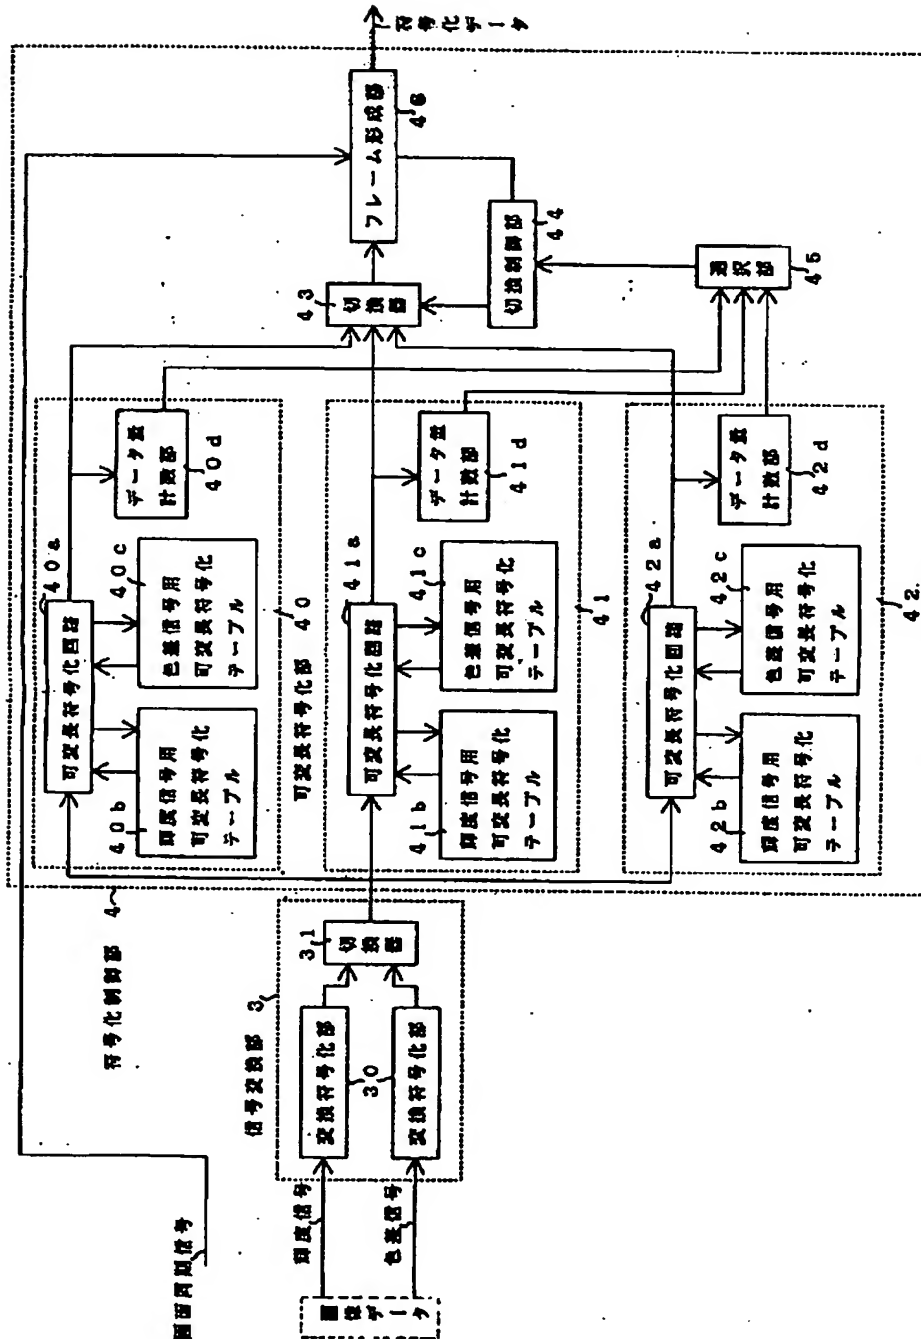 画面同期信号
画像データ
輝度信号
色差信号
信号変換部 3
変換符号化部
変換符号化部
30
31
切換器
符号化制御部 4
40a
可変長符号化回路
40b
輝度信号用
可変長符号化
テーブル
40c
色差信号用
可変長符号化
テーブル
データ量
計数部
40d
可変長符号化部 40
41a
可変長符号化回路
41b
輝度信号用
可変長符号化
テーブル
41c
色差信号用
可変長符号化
テーブル
データ量
計数部
41d
41
42a
可変長符号化回路
42b
輝度信号用
可変長符号化
テーブル
42c
色差信号用
可変長符号化
テーブル
データ量
計数部
42d
42
43
切換器
切換制御部
44
選択部
45
フレーム形成部
46
符号化データ